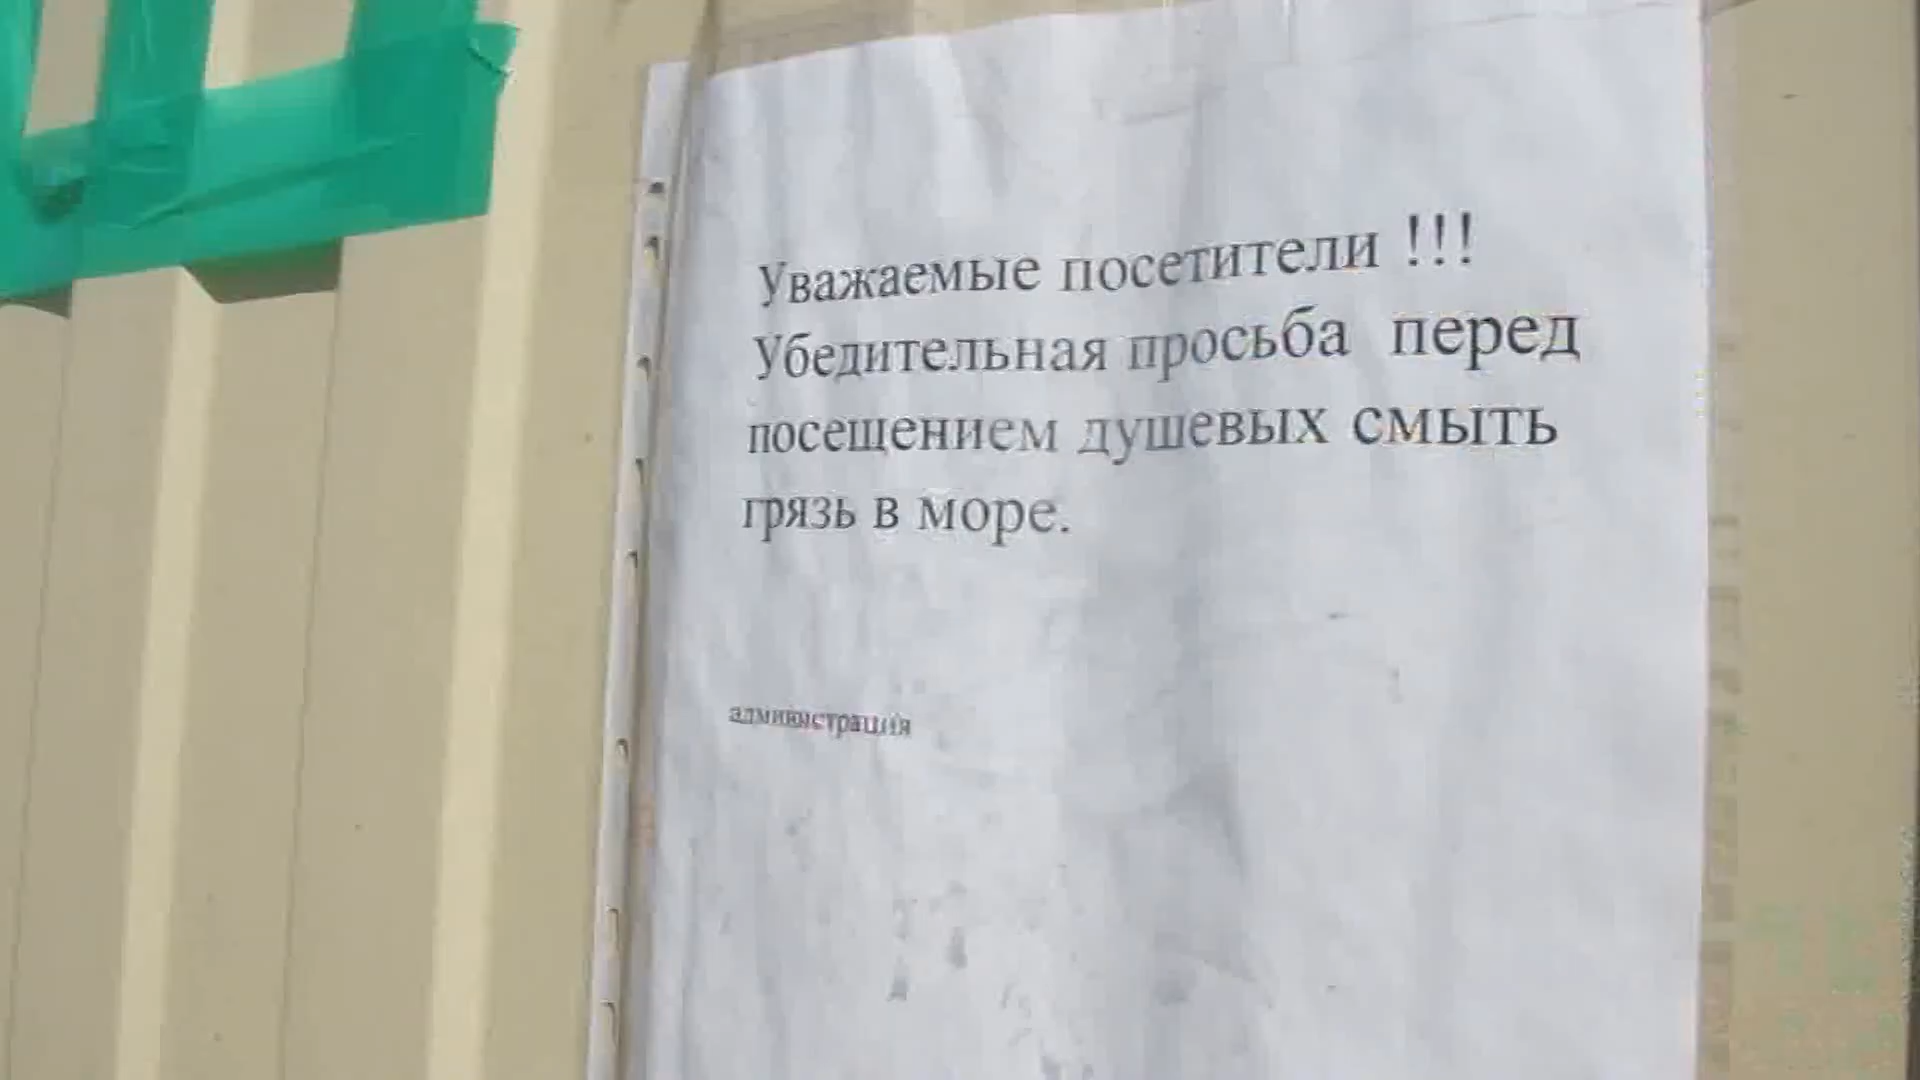 Уважаемые посетители !!!
Убедительная просьба перед
посещением душевых смыть
грязь в море.
администрация